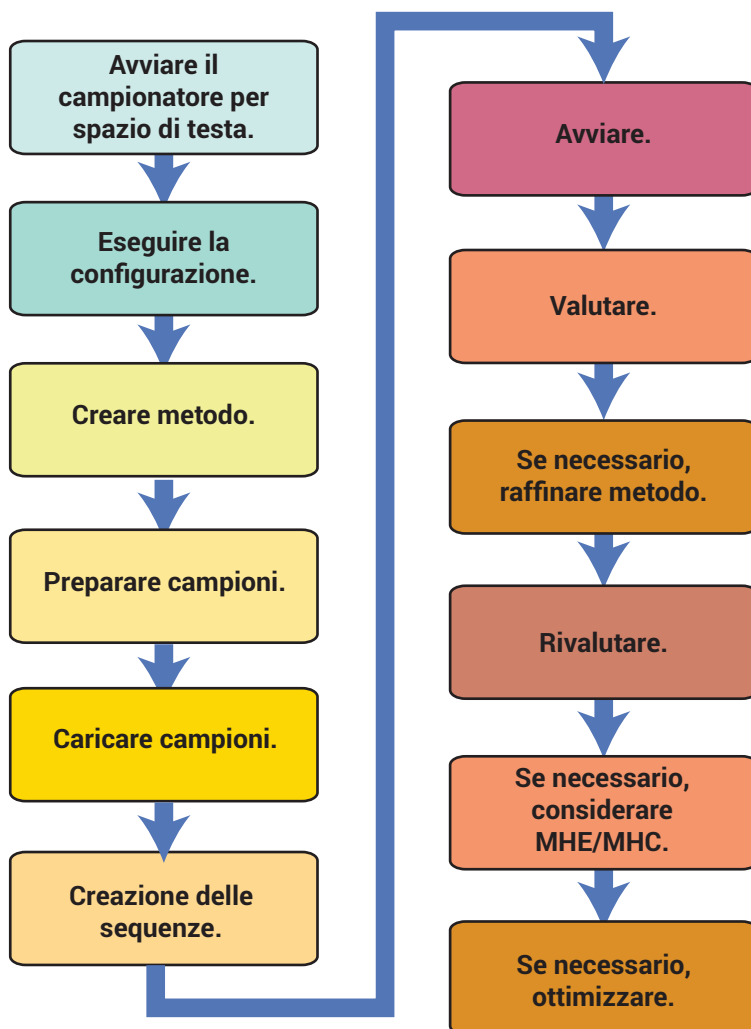 Avviare il
campionatore per
spazio di testa.
Eseguire la
configurazione.
Creare metodo.
Preparare campioni.
Caricare campioni.
Creazione delle
sequenze.
Avviare.
Valutare.
Se necessario,
raffinare metodo.
Rivalutare.
Se necessario,
considerare
MHE/MHC.
Se necessario,
ottimizzare.